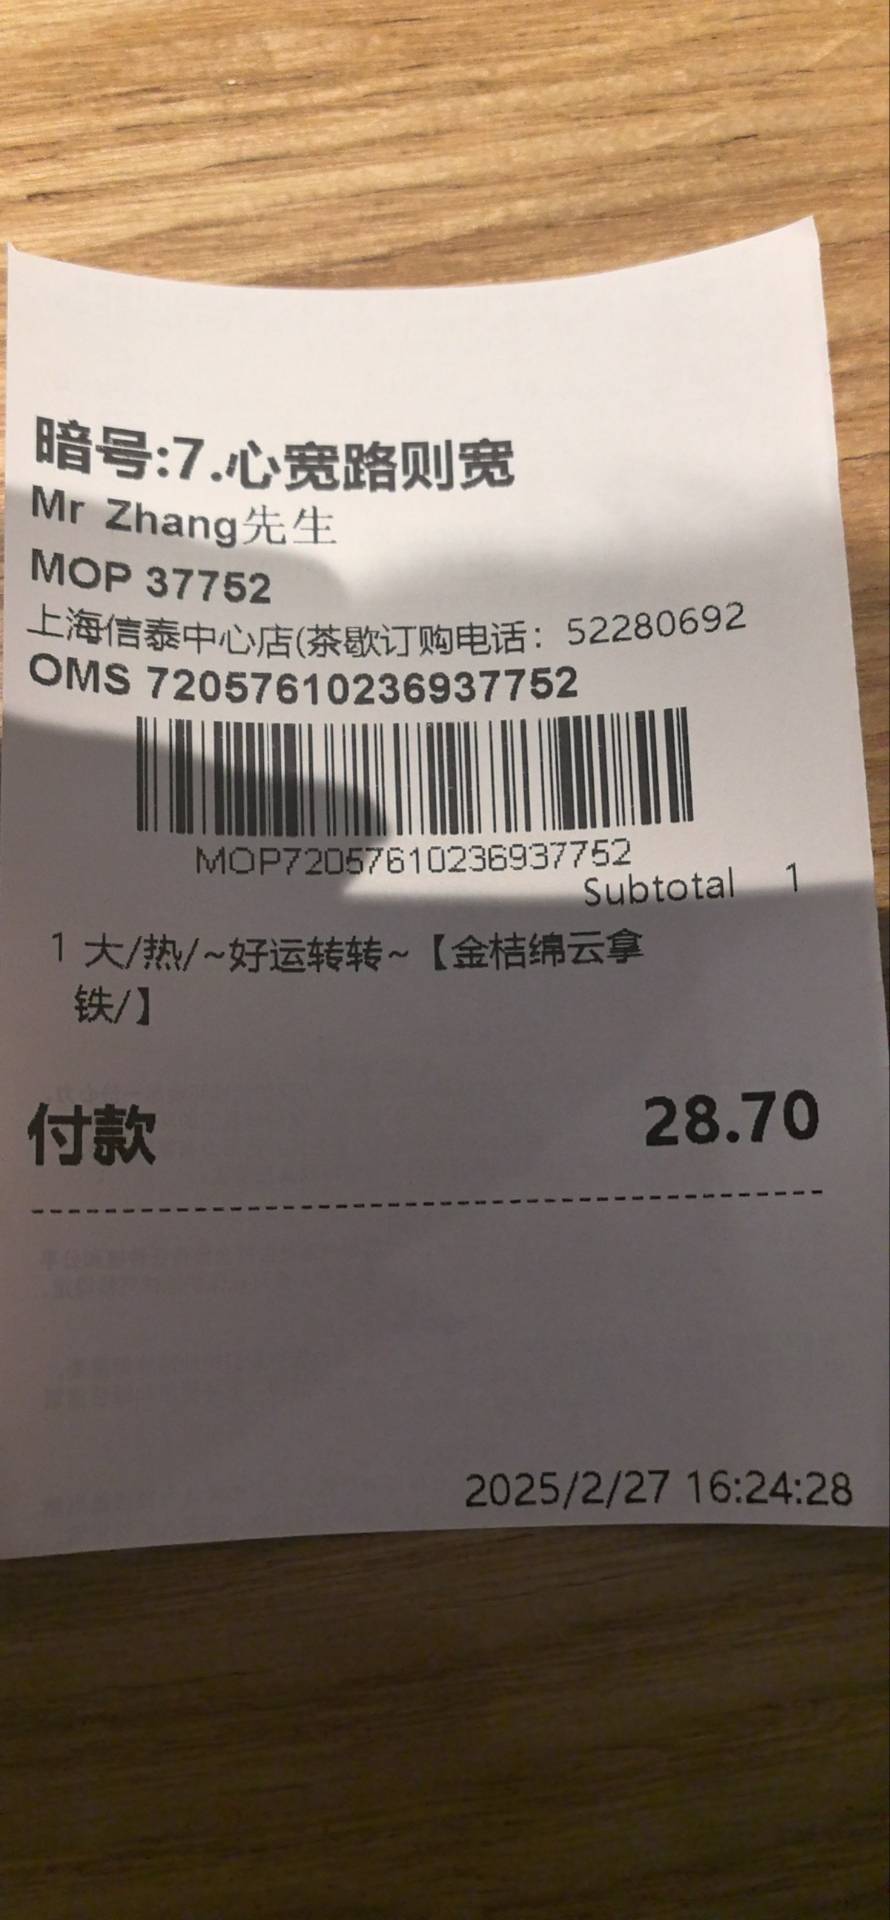 暗号:7.心宽路则宽
Mr Zhang先生
MOP 37752
上海信泰中心店(茶歇订购电话：52280692
OMS 72057610236937752
MOP72057610236937752
Subtotal 1
1 大/热/~好运转转~【金桔绵云拿
铁/】
付款 28.70
2025/2/27 16:24:28